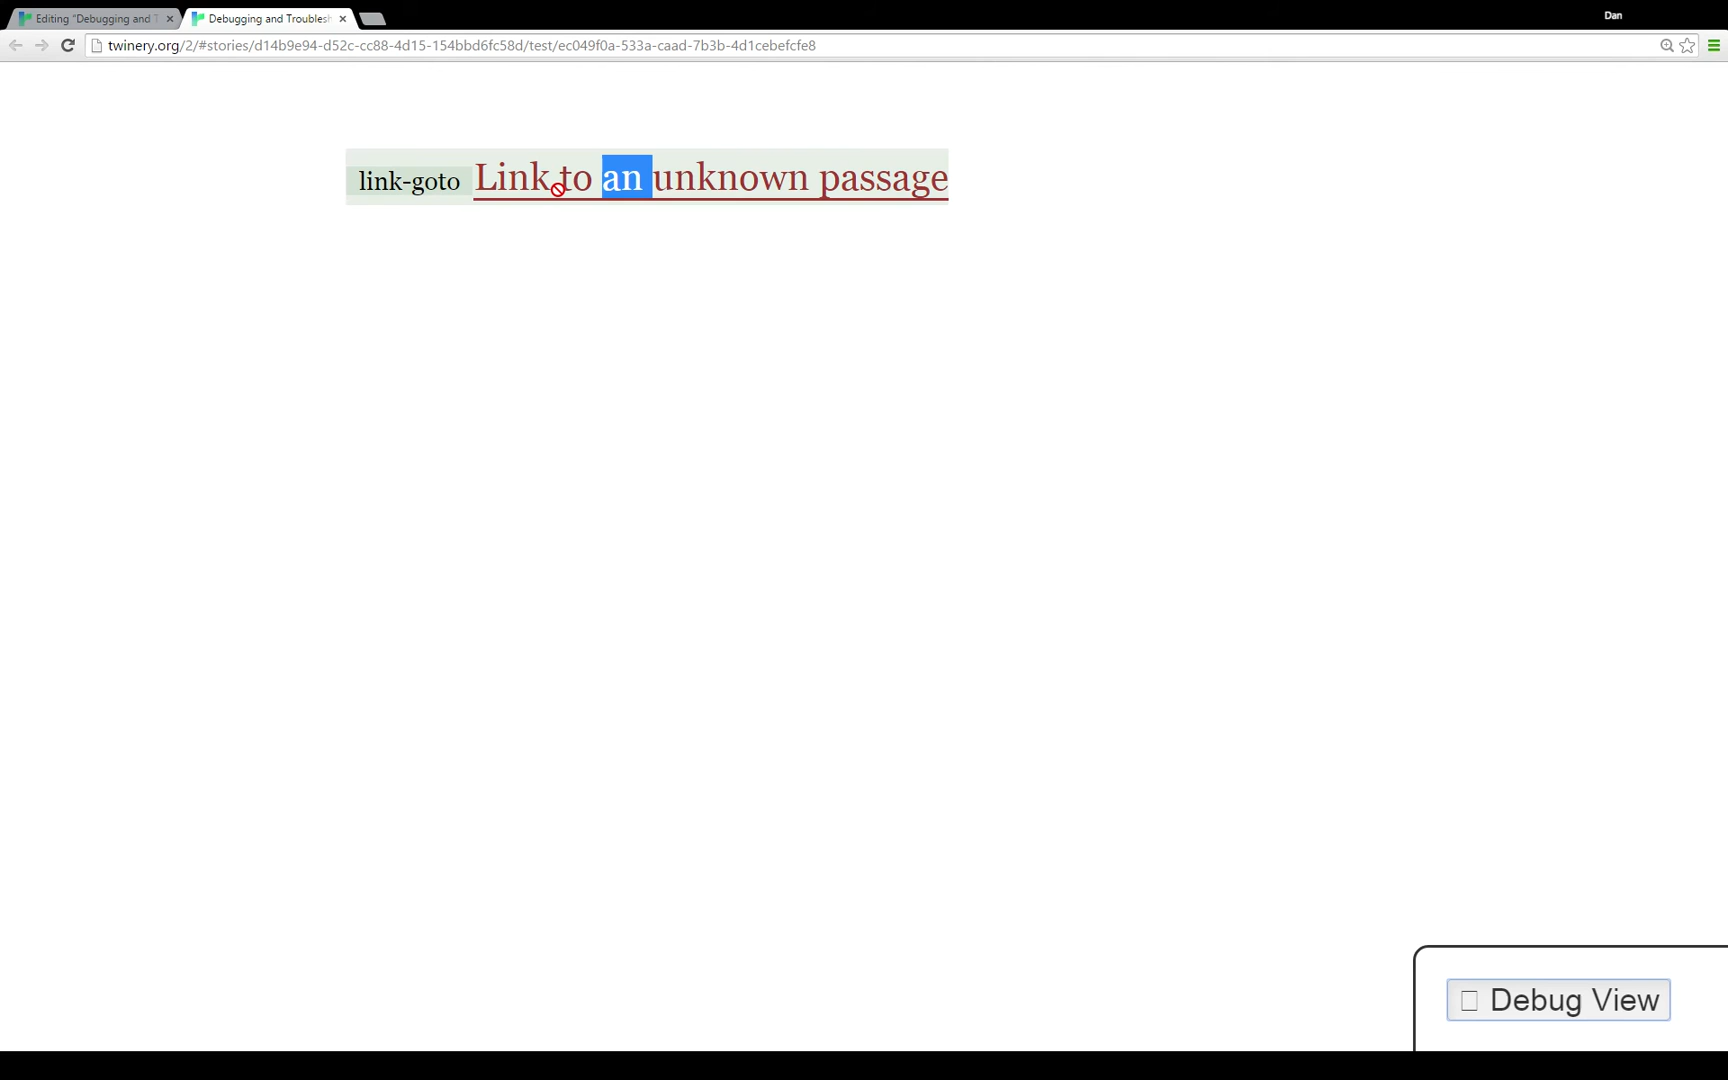 Editing "Debugging and T
Debugging and Troublesh
Dan
twinery.org/2/#stories/d14b9e94-d52c-cc88-4d15-154bbd6fc58d/test/ec049f0a-533a-caad-7b3b-4d1cebefcfe8
link-goto Link to an unknown passage
Debug View